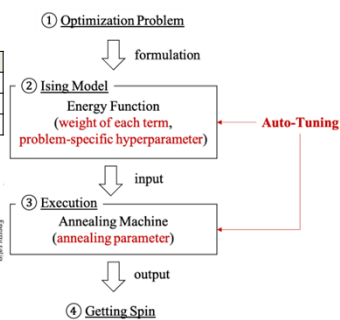 ① Optimization Problem
formulation
② Ising Model
Energy Function
(weight of each term,
problem-specific hyperparameter)
Auto-Tuning
input
③ Execution
Annealing Machine
(annealing parameter)
output
④ Getting Spin